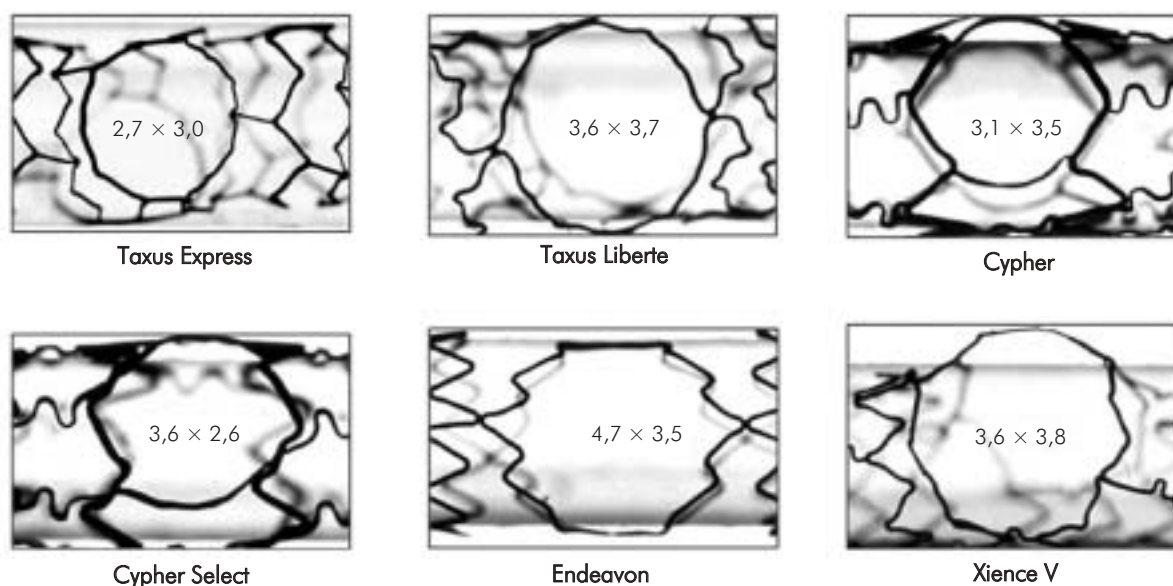 2,7 × 3,0
3,6 × 3,7
3,1 × 3,5
Taxus Express
Taxus Liberte
Cypher
3,6 × 2,6
4,7 × 3,5
3,6 × 3,8
Cypher Select
Endeavon
Xience V